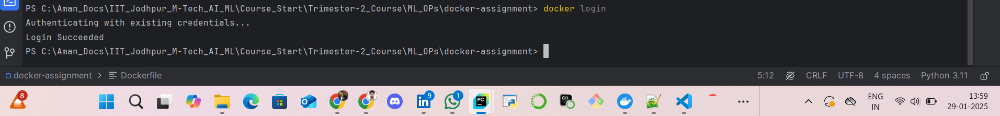 PS C:\Aman_Docs\IIT_Jodhpur_M-Tech_AI_ML\Course_Start\Trimester-2_Course\ML_OPs\docker-assignment> docker login
Authenticating with existing credentials...
Login Succeeded
PS C:\Aman_Docs\IIT_Jodhpur_M-Tech_AI_ML\Course_Start\Trimester-2_Course\ML_OPs\docker-assignment>
docker-assignment > Dockerfile 5:12 CRLF UTF-8 4 spaces Python 3.11
8 9 1 PC C:\ ENG 13:59
IN 29-01-2025